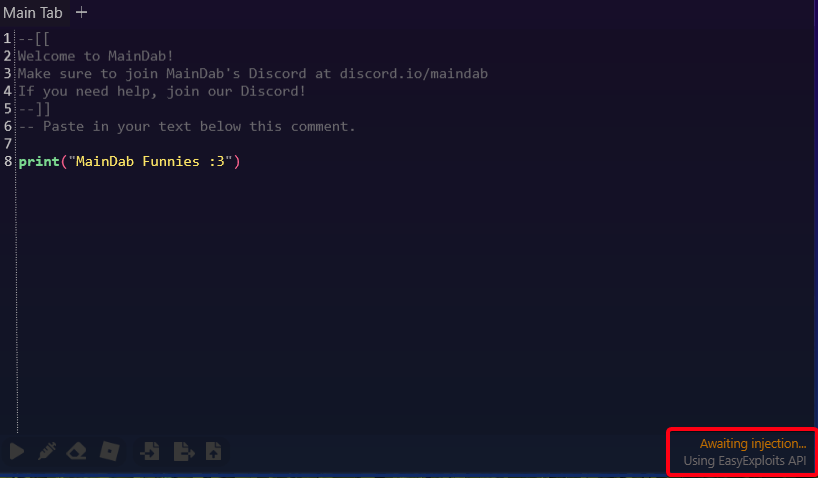 Main Tab +
1 --[[
2 Welcome to MainDab!
3 Make sure to join MainDab's Discord at discord.io/maindab
4 If you need help, join our Discord!
5 --]]
6 -- Paste in your text below this comment.
7
8 print("MainDab Funnies :3")
Awaiting injection...
Using EasyExploits API